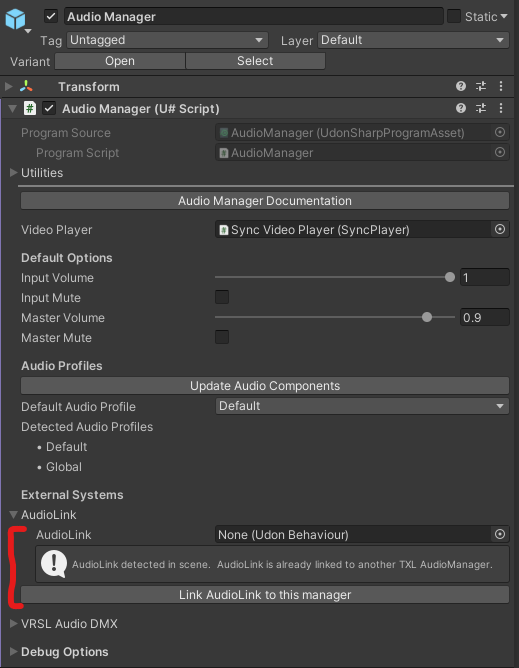 Audio Manager
Static
Tag Untagged Layer Default
Variant Open Select
Transform
# Audio Manager (U# Script)
Program Source AudioManager (UdonSharpProgramAsset)
Program Script # AudioManager
Utilities
Audio Manager Documentation
Video Player # Sync Video Player (SyncPlayer)
Default Options
Input Volume 1
Input Mute
Master Volume 0.9
Master Mute
Audio Profiles
Update Audio Components
Default Audio Profile Default
Detected Audio Profiles
• Default
• Global
External Systems
AudioLink
AudioLink None (Udon Behaviour)
! AudioLink detected in scene. AudioLink is already linked to another TXL AudioManager.
Link AudioLink to this manager
VRSL Audio DMX
Debug Options